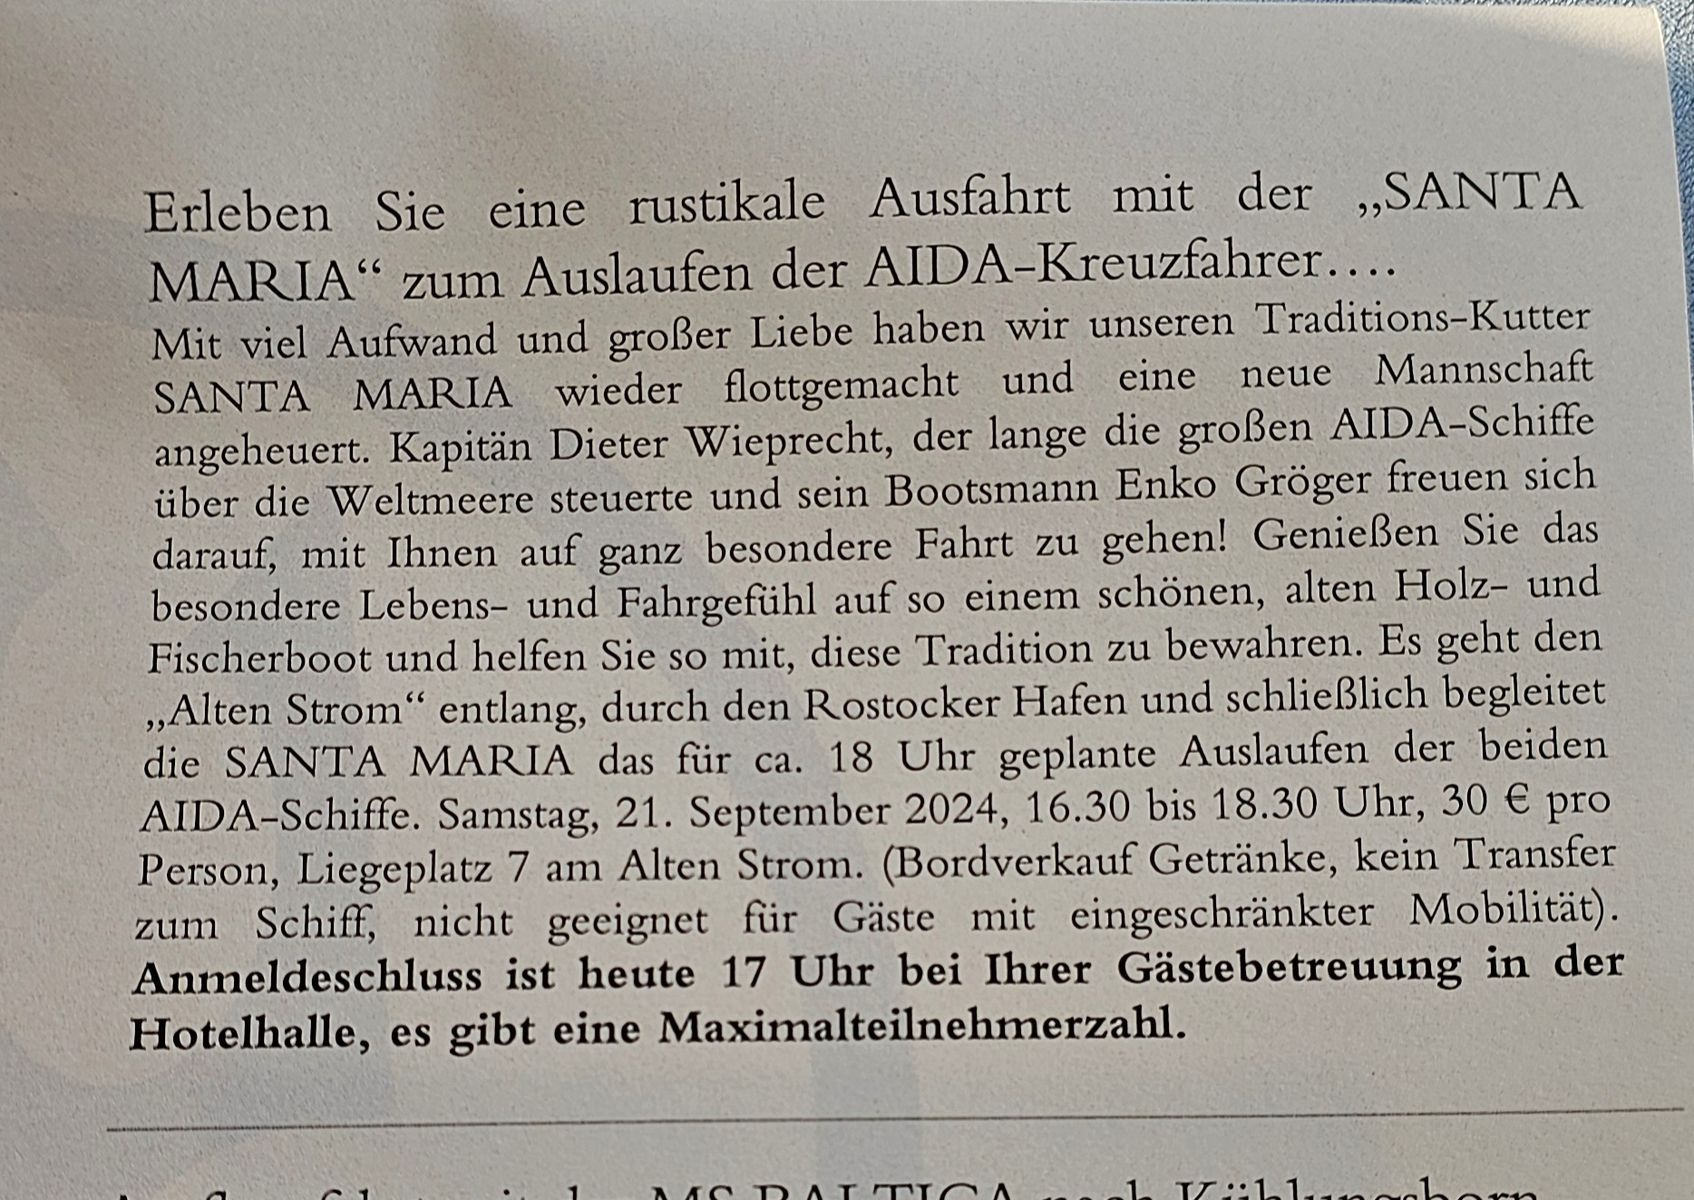 Erleben Sie eine rustikale Ausfahrt mit der „SANTA
MARIA“ zum Auslaufen der AIDA-Kreuzfahrer….
Mit viel Aufwand und großer Liebe haben wir unseren Traditions-Kutter
SANTA MARIA wieder flottgemacht und eine neue Mannschaft
angeheuert. Kapitän Dieter Wieprecht, der lange die großen AIDA-Schiffe
über die Weltmeere steuerte und sein Bootsmann Enko Gröger freuen sich
darauf, mit Ihnen auf ganz besondere Fahrt zu gehen! Genießen Sie das
besondere Lebens- und Fahrgefühl auf so einem schönen, alten Holz- und
Fischerboot und helfen Sie so mit, diese Tradition zu bewahren. Es geht den
„Alten Strom“ entlang, durch den Rostocker Hafen und schließlich begleitet
die SANTA MARIA das für ca. 18 Uhr geplante Auslaufen der beiden
AIDA-Schiffe. Samstag, 21. September 2024, 16.30 bis 18.30 Uhr, 30 € pro
Person, Liegeplatz 7 am Alten Strom. (Bordverkauf Getränke, kein Transfer
zum Schiff, nicht geeignet für Gäste mit eingeschränkter Mobilität).
Anmeldeschluss ist heute 17 Uhr bei Ihrer Gästebetreuung in der
Hotelhalle, es gibt eine Maximalteilnehmerzahl.
MS BALTICA nach Kühlungsborn